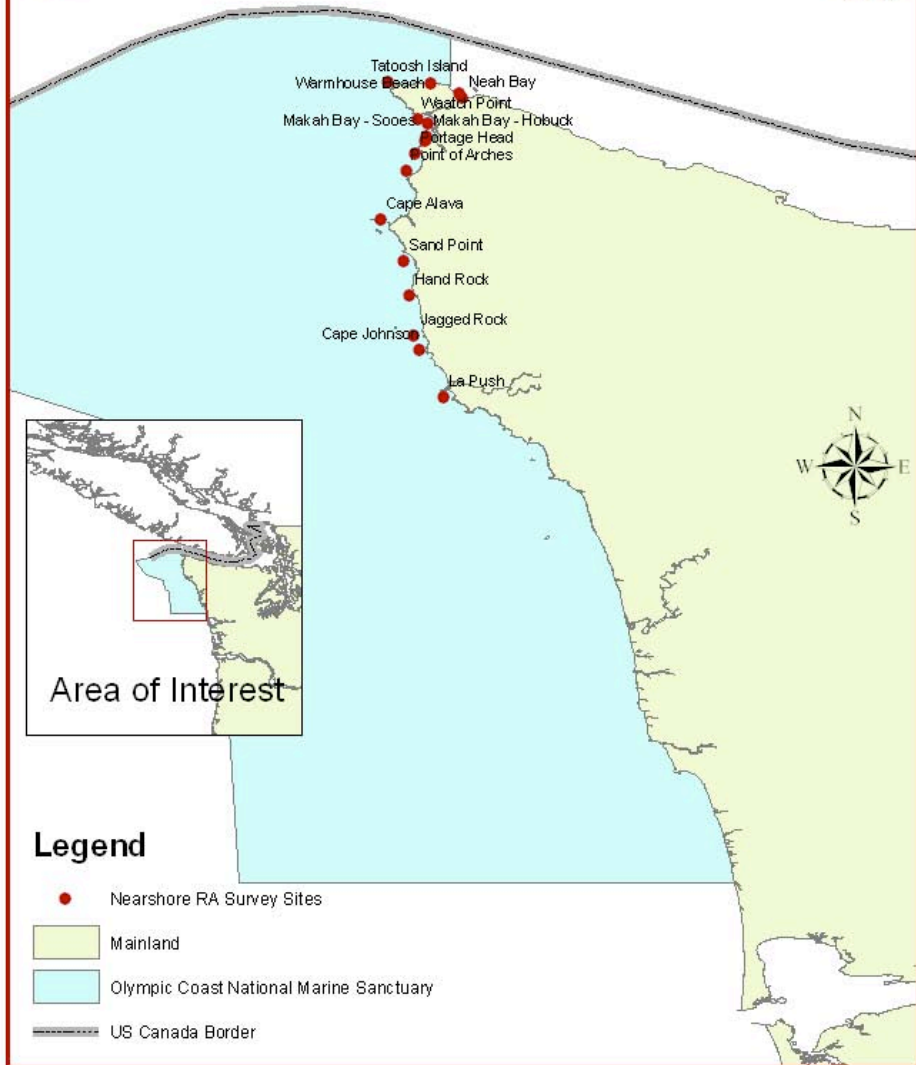 Tatoosh Island
Warmhouse Beach
Neah Bay
Waatch Point
Makah Bay - Sooes
Makah Bay - Hobuck
Portage Head
Point of Arches
Cape Alava
Sand Point
Hand Rock
Jagged Rock
Cape Johnson
La Push
N
W
E
S
Area of Interest
Legend
Nearshore RA Survey Sites
Mainland
Olympic Coast National Marine Sanctuary
US Canada Border